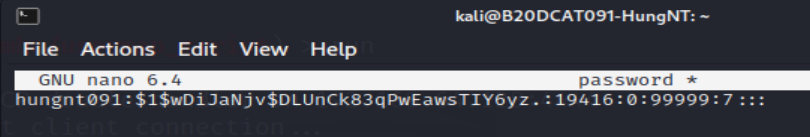 kali@B20DCAT091-HungNT: ~
File Actions Edit View Help
GNU nano 6.4 password *
hungnt091:$1$wDiJaNjv$DLUnCk83qPwEawsTIY6yz.:19416:0:99999:7:::
t client connection...